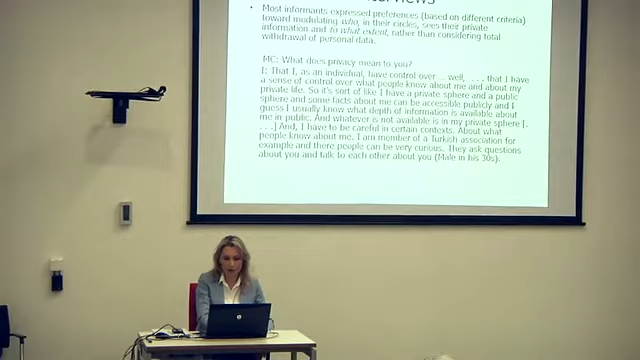 • Most informants expressed preferences (based on different criteria)
toward modulating who, in their circles, sees their private
information and to what extent, rather than considering total
withdrawal of personal data.
MC: What does privacy mean to you?
I: That I, as an individual, have control over ... well, . . . that I have
a sense of control over what people know about me and about my
private life. So it's sort of like I have a private sphere and a public
sphere and some facts about me can be accessible publicly and I
guess I usually know what depth of information is available about
me in public. And whatever is not available is in my private sphere [.
. . .] And, I have to be careful in certain contexts. About what
people know about me. I am member of a Turkish association for
example and there people can be very curious. They ask questions
about you and talk to each other about you (Male in his 30s).
hp